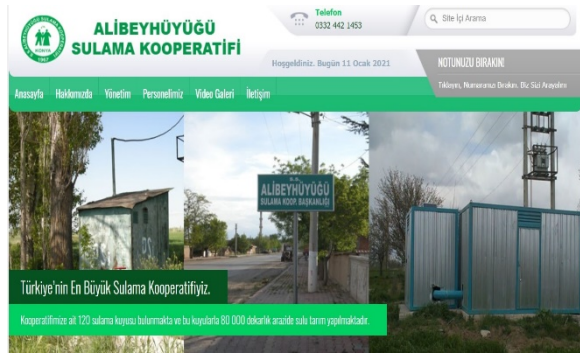 ALİBEYHÜYÜĞÜ
SULAMA KOOPERATİFİ
Telefon
0332 442 1453
Site İçi Arama
Hoşgeldiniz. Bugün 11 Ocak 2021
NOTUNUZU BIRAKIN!
Tıklayın, Numaranızı Bırakın. Biz Sizi Arayalım
Anasayfa Hakkımızda Yönetim Personelimiz Video Galeri İletişim
S.S.
ALİBEYHÜYÜĞÜ
SULAMA KOOP. BAŞKANLIĞI
Türkiye'nin En Büyük Sulama Kooperatifiyiz.
Kooperatifimize ait 120 sulama kuyusu bulunmakta ve bu kuyularla 80 000 dekarlık arazide sulu tarım yapılmaktadır.